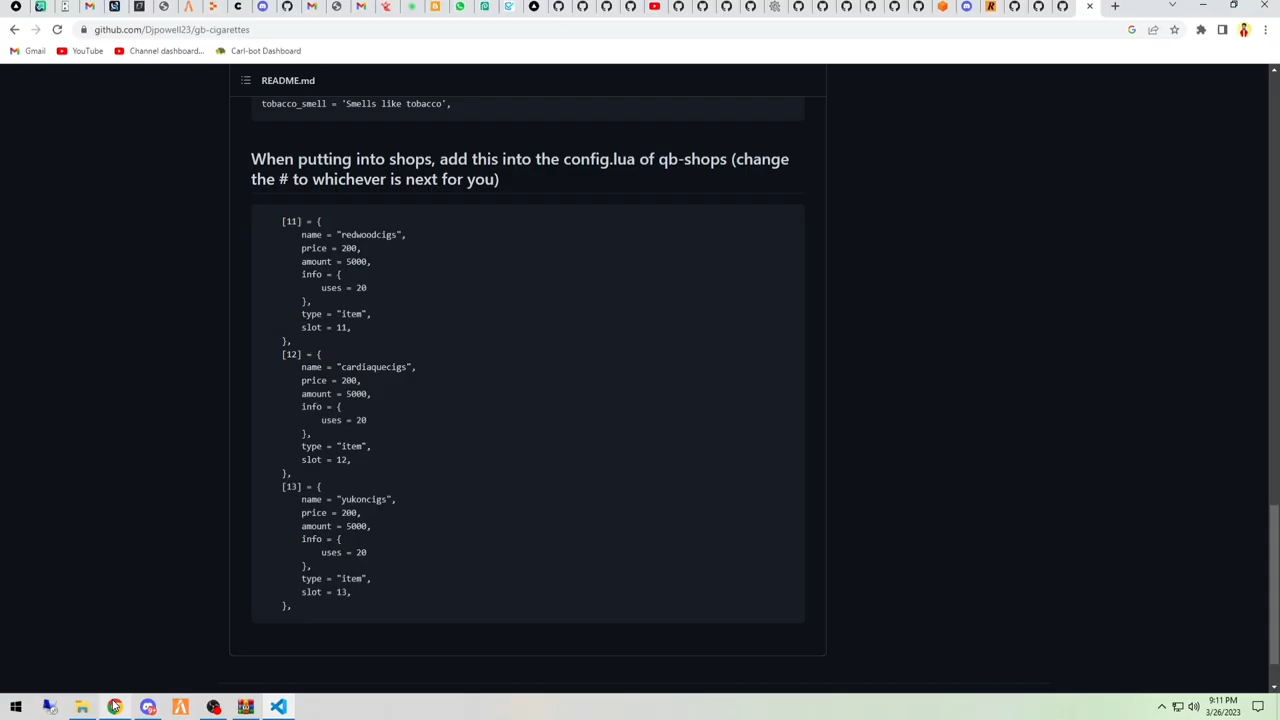 github.com/Djpowell23/gb-cigarettes
Gmail
YouTube
Channel dashboard...
Carl-bot Dashboard
README.md
tobacco_smell = 'Smells like tobacco',
When putting into shops, add this into the config.lua of qb-shops (change
the # to whichever is next for you)
[11] = {
name = "redwoodcigs",
price = 200,
amount = 5000,
info = {
uses = 20
},
type = "item",
slot = 11,
},
[12] = {
name = "cardiaquecigs",
price = 200,
amount = 5000,
info = {
uses = 20
},
type = "item",
slot = 12,
},
[13] = {
name = "yukoncigs",
price = 200,
amount = 5000,
info = {
uses = 20
},
type = "item",
slot = 13,
},
9:11 PM
3/26/2023